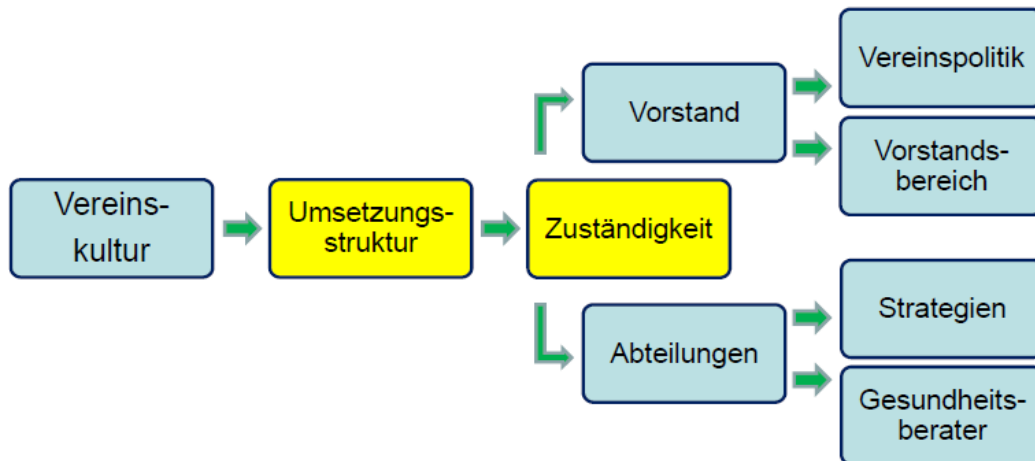 Vereins-
kultur
Umsetzungs-
struktur
Zuständigkeit
Vorstand
Vereinspolitik
Vorstands-
bereich
Abteilungen
Strategien
Gesundheits-
berater